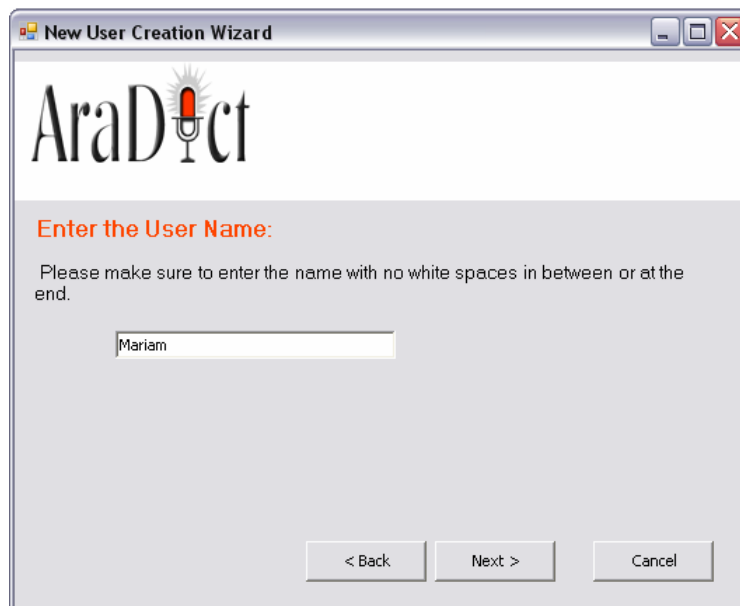 New User Creation Wizard
AraDict
Enter the User Name:
Please make sure to enter the name with no white spaces in between or at the
end.
Mariam
< Back Next > Cancel